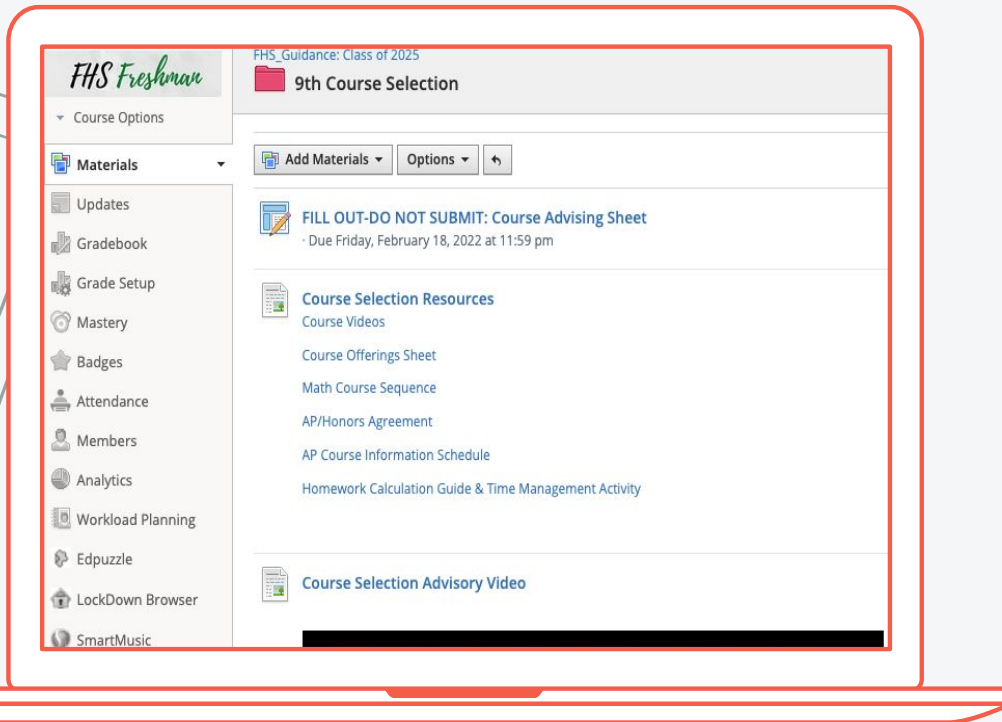 FHS Freshman
Course Options
Materials
Updates
Gradebook
Grade Setup
Mastery
Badges
Attendance
Members
Analytics
Workload Planning
Edpuzzle
LockDown Browser
SmartMusic
FHS_Guidance: Class of 2025
9th Course Selection
Add Materials Options
FILL OUT-DO NOT SUBMIT: Course Advising Sheet
· Due Friday, February 18, 2022 at 11:59 pm
Course Selection Resources
Course Videos
Course Offerings Sheet
Math Course Sequence
AP/Honors Agreement
AP Course Information Schedule
Homework Calculation Guide & Time Management Activity
Course Selection Advisory Video